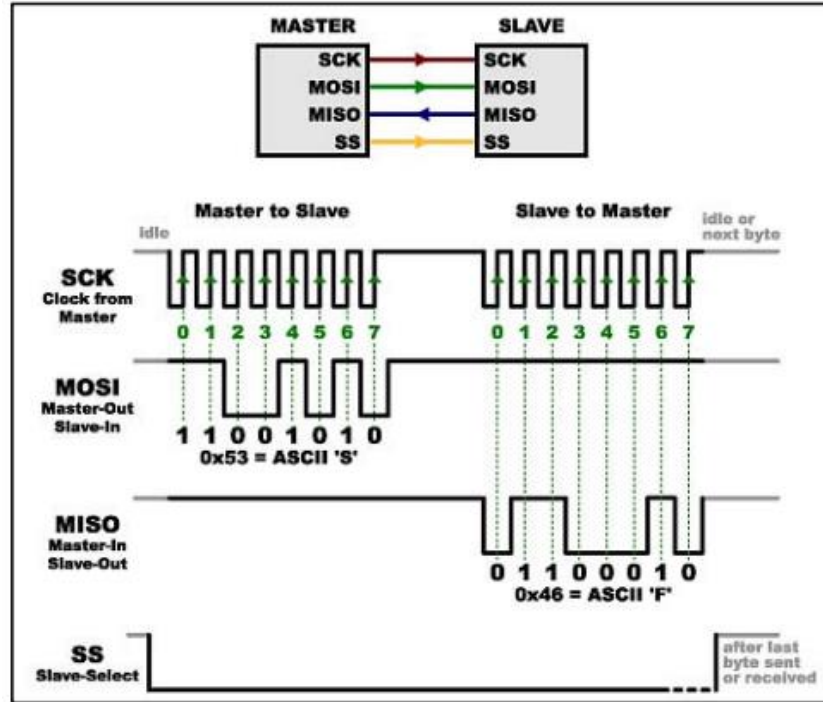 MASTER SLAVE
SCK SCK
MOSI MOSI
MISO MISO
SS SS
Master to Slave Slave to Master
idle
idle or
next byte
SCK
Clock from
Master
0 1 2 3 4 5 6 7 0 1 2 3 4 5 6 7
MOSI
Master-Out
Slave-In
1 1 0 0 1 0 1 0
0x53 = ASCII 'S'
MISO
Master-In
Slave-Out
0 1 1 0 0 0 1 0
0x46 = ASCII 'F'
SS
Slave-Select
after last
byte sent
or received